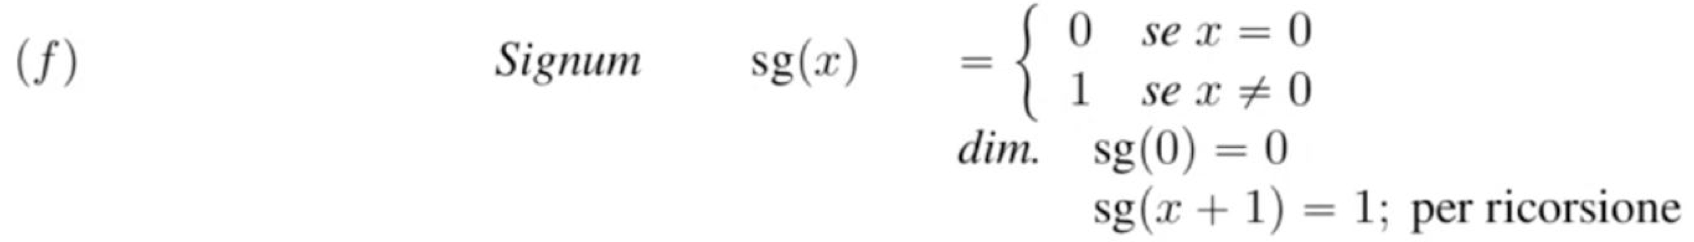 (f) Signum sg(x) = { 0 se x = 0
1 se x ≠ 0
dim. sg(0) = 0
sg(x + 1) = 1; per ricorsione